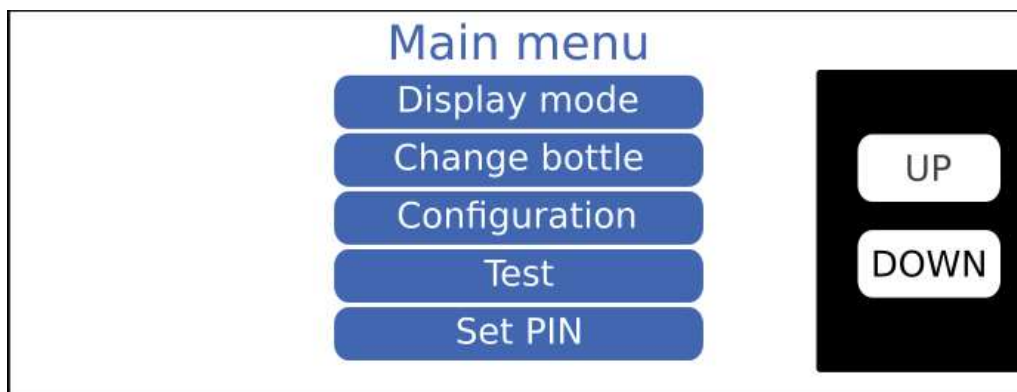 Main menu
Display mode
Change bottle
Configuration
Test
Set PIN
UP
DOWN